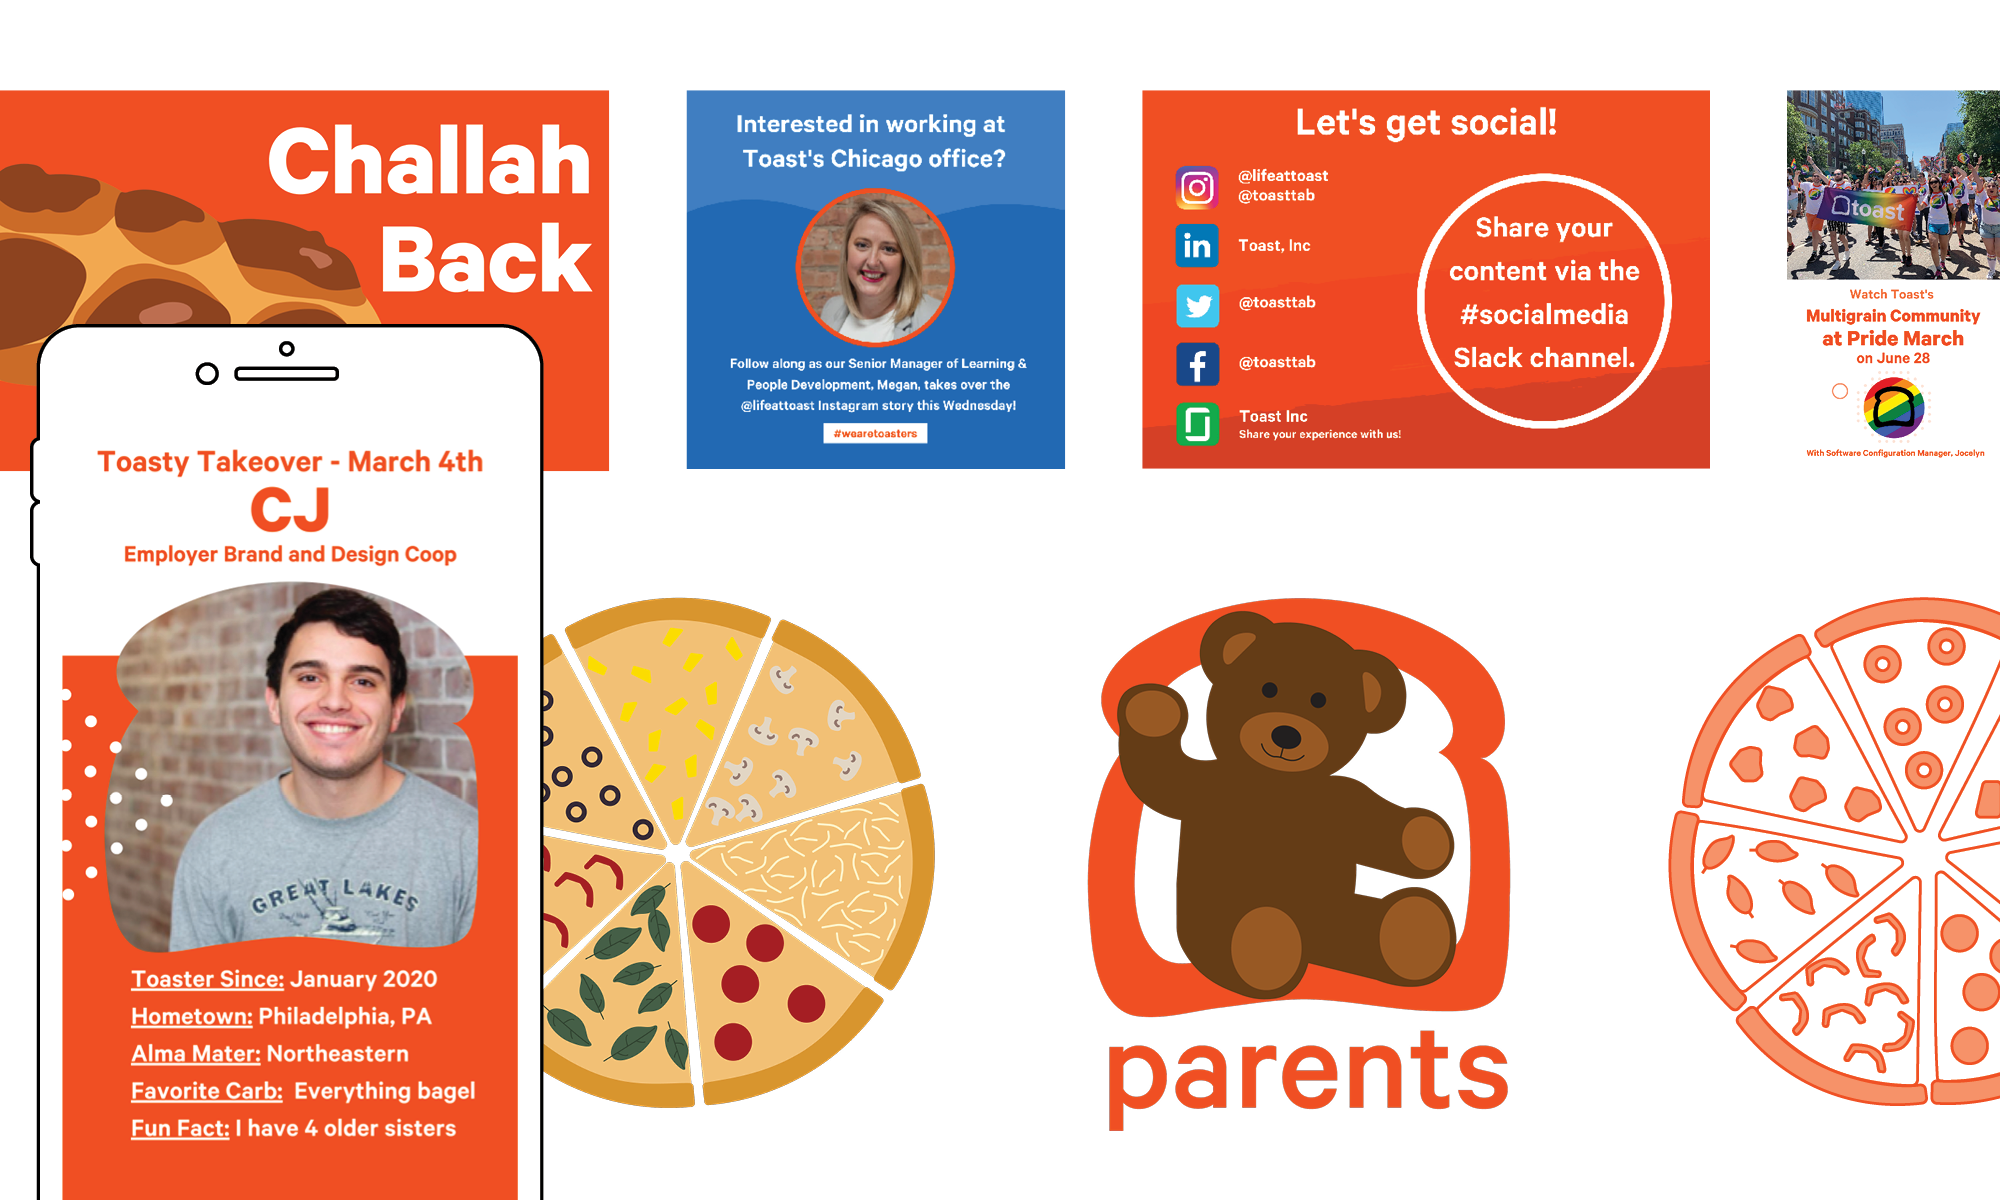 Challah
Back
Interested in working at
Toast's Chicago office?
Follow along as our Senior Manager of Learning &
People Development, Megan, takes over the
@lifeattoast Instagram story this Wednesday!
#wearetoasters
Let's get social!
@lifeattoast
@toasttab
in
Toast, Inc
@toasttab
f
@toasttab
Toast Inc
Share your experience with us!
Share your
content via the
#socialmedia
Slack channel.
toast
Watch Toast's
Multigrain Community
at Pride March
on June 28
With Software Configuration Manager, Jocelyn
Toasty Takeover - March 4th
CJ
Employer Brand and Design Coop
GREAT LAKES
Toaster Since: January 2020
Hometown: Philadelphia, PA
Alma Mater: Northeastern
Favorite Carb: Everything bagel
Fun Fact: I have 4 older sisters
parents